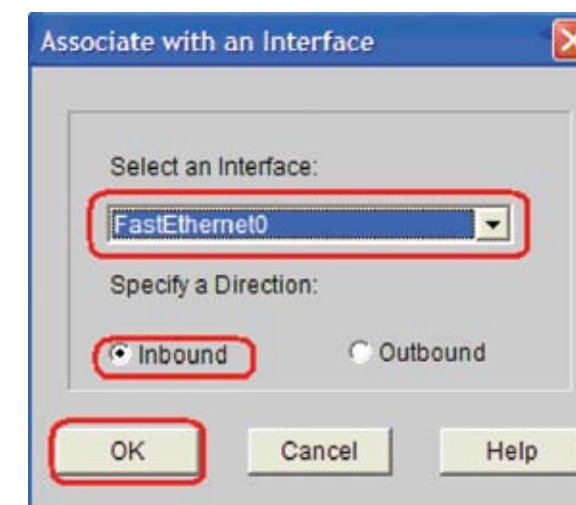 Associate with an Interface
Select an Interface:
FastEthernet0
Specify a Direction:
Inbound Outbound
OK Cancel Help